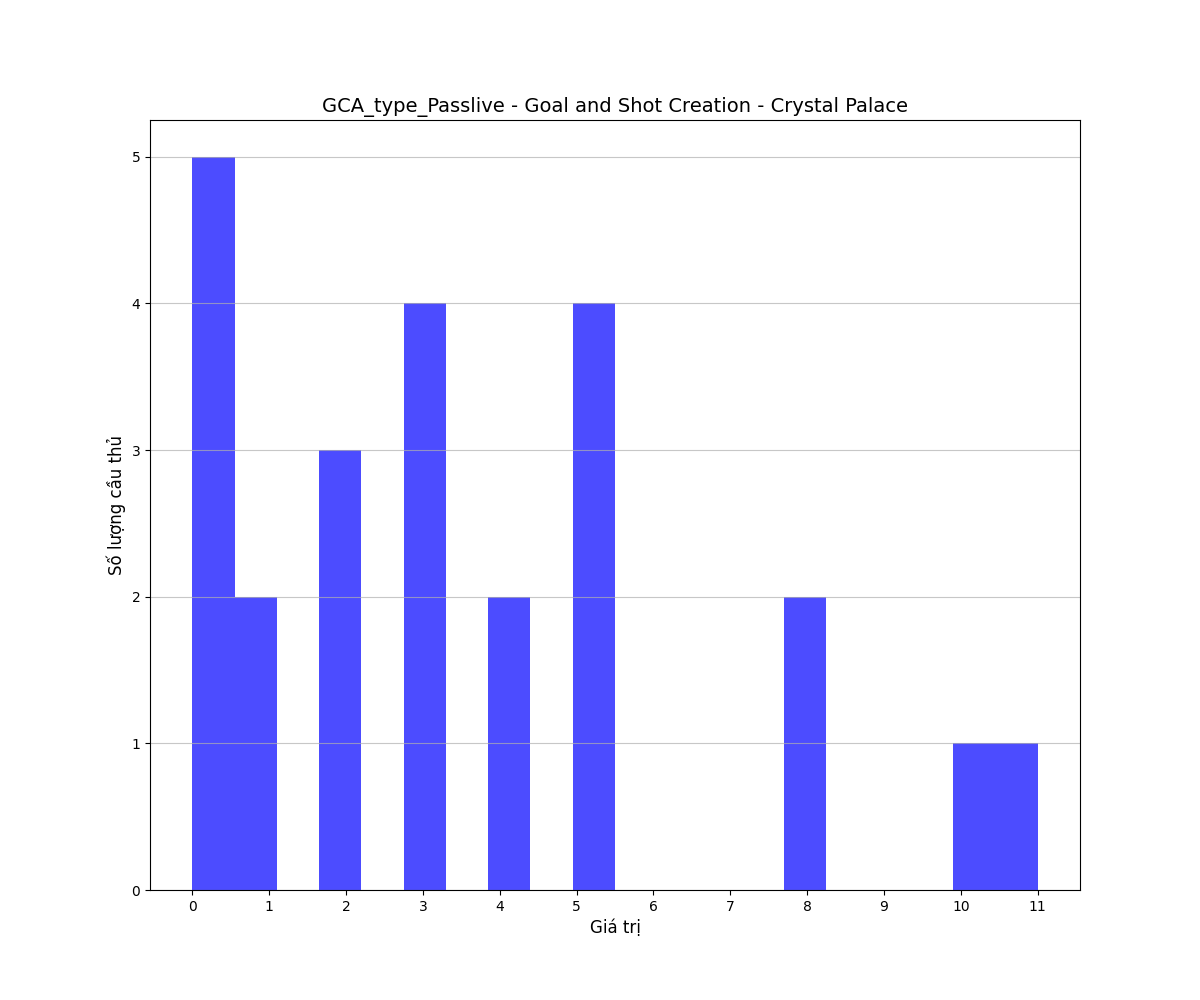 GCA_type_Passlive - Goal and Shot Creation - Crystal Palace
5
4
3
2
1
0
Số lượng cầu thủ
0 1 2 3 4 5 6 7 8 9 10 11
Giá trị